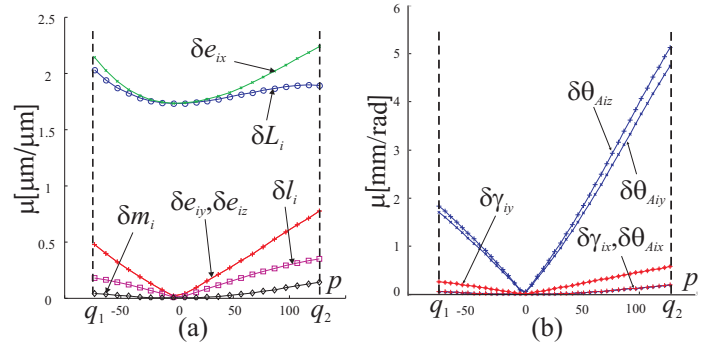 2.5
2
1.5
1
0.5
0
μ[μm/μm]
δe_ix
δL_i
δm_i
δe_iy,δe_iz
δl_i
q_1
-50
0
50
100
q_2
p
(a)
6
5
4
3
2
1
0
μ[mm/rad]
δθ_Aiz
δθ_Aiy
δγ_iy
δγ_ix,δθ_Aix
q_1
-50
0
50
100
q_2
p
(b)